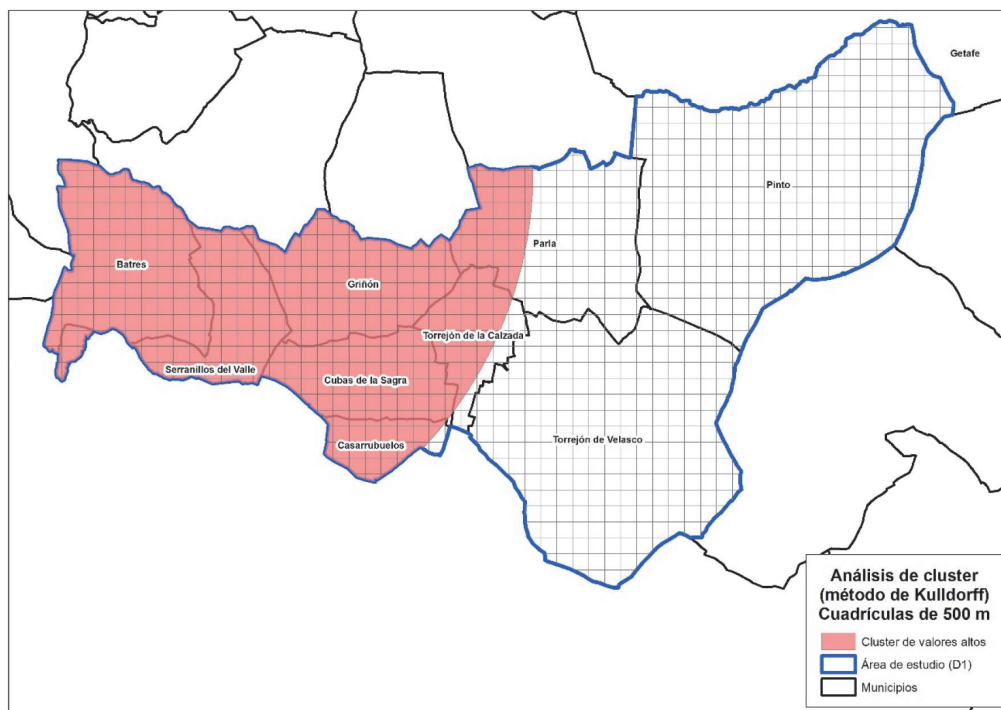 Getafe
Pinto
Parla
Batres
Griñón
Torrejón de la Calzada
Serranillos del Valle
Cubas de la Sagra
Casarrubuelos
Torrejón de Velasco
Análisis de cluster
(método de Kulldorff)
Cuadrículas de 500 m
Cluster de valores altos
Área de estudio (D1)
Municipios